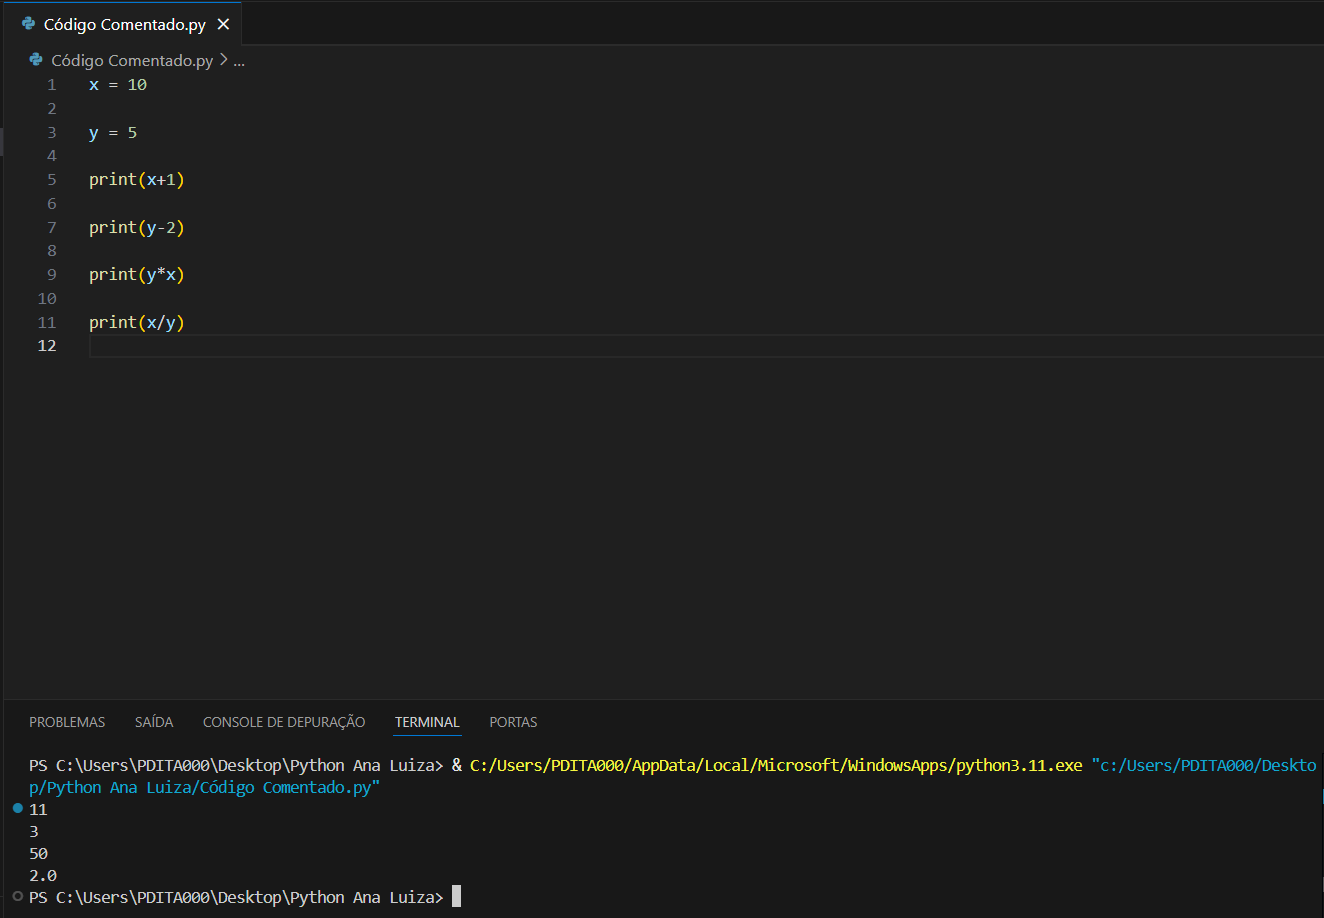 Código Comentado.py ×
Código Comentado.py > ...
1 x = 10
2
3 y = 5
4
5 print(x+1)
6
7 print(y-2)
8
9 print(y*x)
10
11 print(x/y)
12
PROBLEMAS SAÍDA CONSOLE DE DEPURAÇÃO TERMINAL PORTAS
PS C:\Users\PDITA000\Desktop\Python Ana Luiza> & C:/Users/PDITA000/AppData/Local/Microsoft/WindowsApps/python3.11.exe "c:/Users/PDITA000/Deskto
p/Python Ana Luiza/Código Comentado.py"
11
3
50
2.0
PS C:\Users\PDITA000\Desktop\Python Ana Luiza>